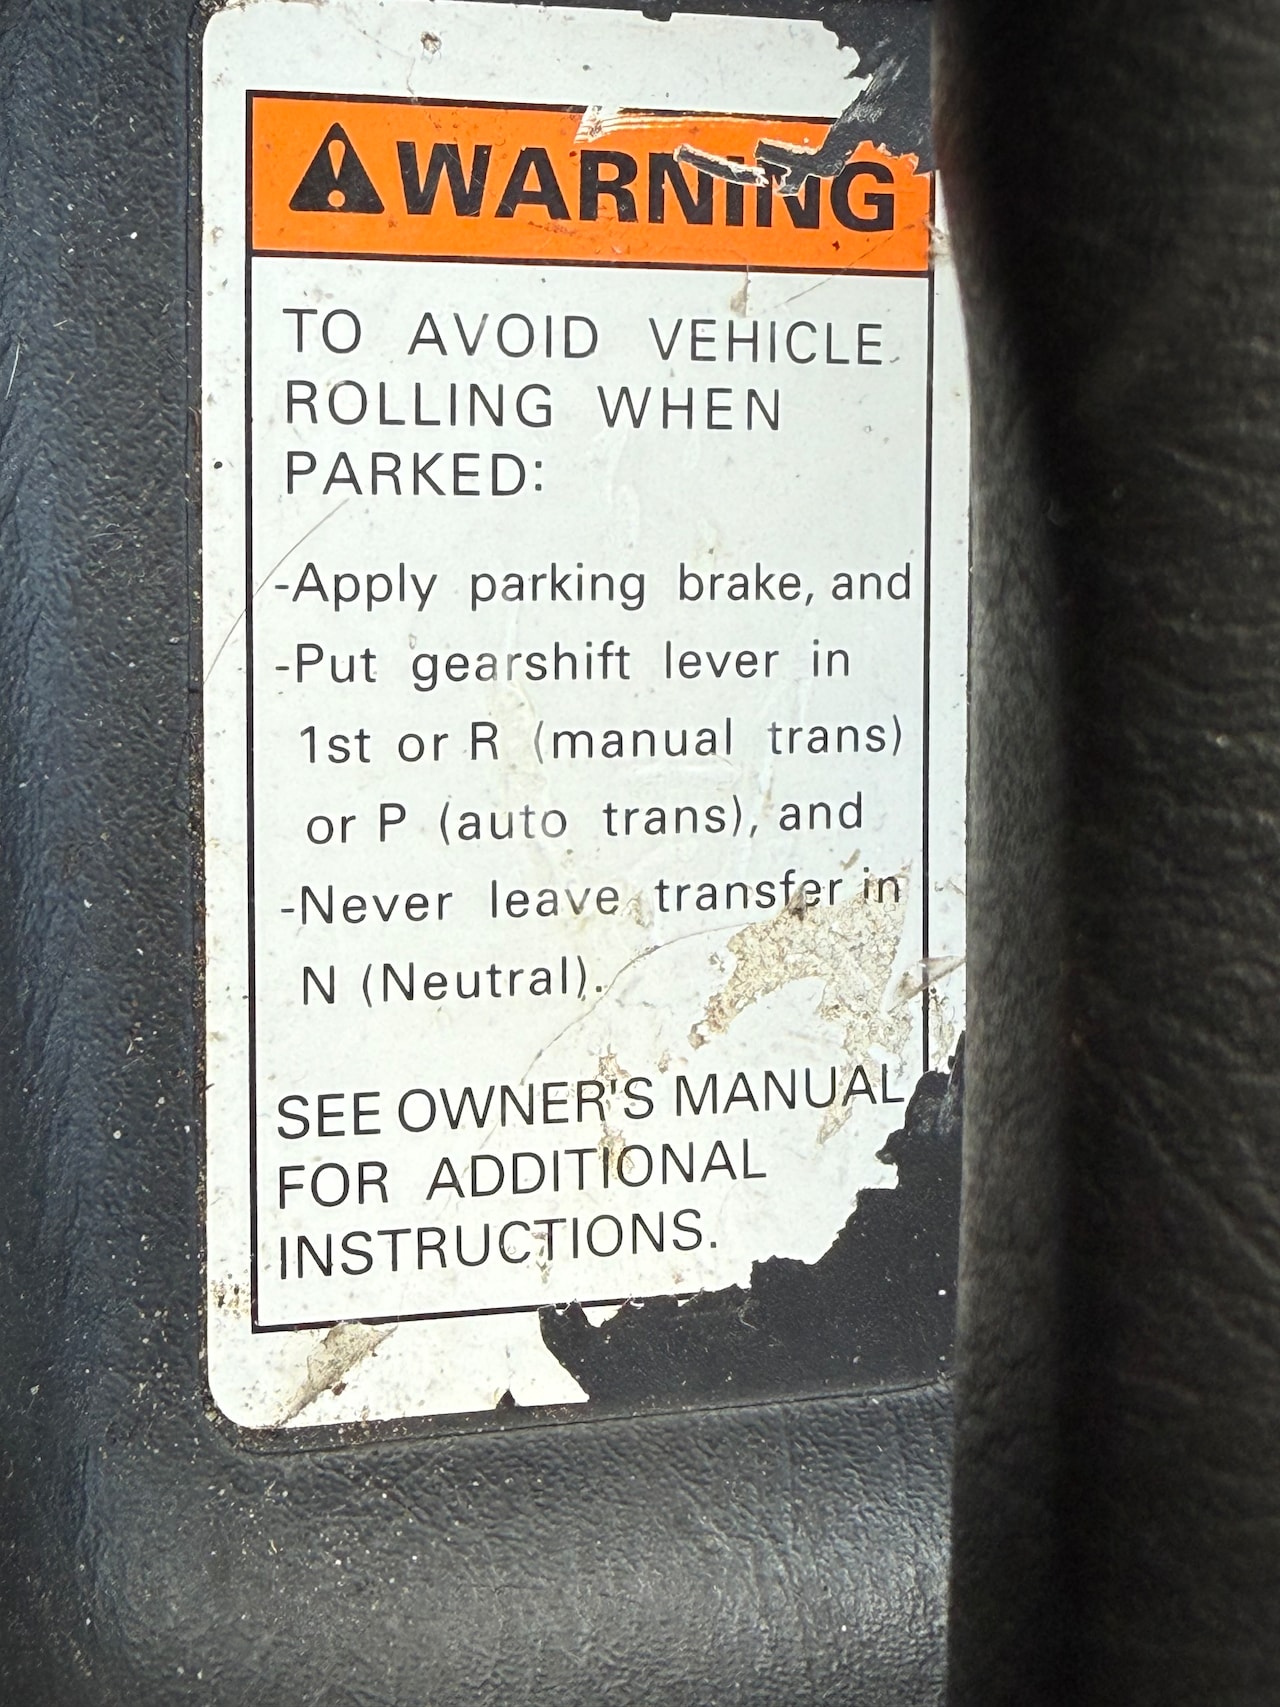 WARNING
TO AVOID VEHICLE
ROLLING WHEN
PARKED:
-Apply parking brake, and
-Put gearshift lever in
1st or R (manual trans)
or P (auto trans), and
-Never leave transfer in
N (Neutral).
SEE OWNER'S MANUAL
FOR ADDITIONAL
INSTRUCTIONS.